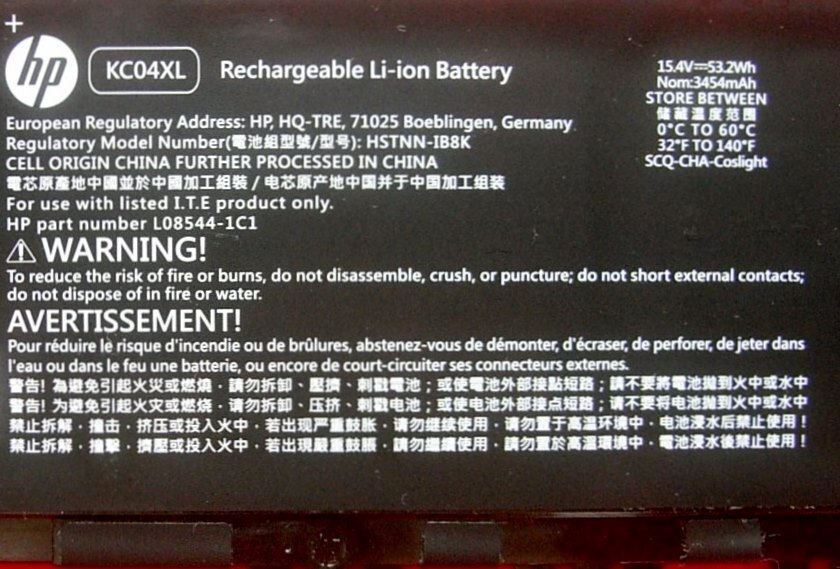 +
hp KC04XL Rechargeable Li-ion Battery
15.4V⎓53.2Wh
Nom:3454mAh
STORE BETWEEN
儲藏溫度范圍
0°C TO 60°C
32°F TO 140°F
SCQ-CHA-Coslight
European Regulatory Address: HP, HQ-TRE, 71025 Boeblingen, Germany
Regulatory Model Number(電池組型號/型号): HSTNN-IB8K
CELL ORIGIN CHINA FURTHER PROCESSED IN CHINA
電芯原產地中國並於中國加工組裝 / 电芯原产地中国并于中国加工组装
For use with listed I.T.E product only.
HP part number L08544-1C1
⚠ WARNING!
To reduce the risk of fire or burns, do not disassemble, crush, or puncture; do not short external contacts;
do not dispose of in fire or water.
AVERTISSEMENT!
Pour réduire le risque d'incendie ou de brûlures, abstenez-vous de démonter, d'écraser, de perforer, de jeter dans
l'eau ou dans le feu une batterie, ou encore de court-circuiter ses connecteurs externes.
警告! 為避免引起火災或燃燒，請勿拆卸、壓擠、刺戳電池；或使電池外部接點短路；請不要將電池拋到火中或水中
警告! 为避免引起火灾或燃烧，请勿拆卸、压挤、刺戳电池；或使电池外部接点短路；请不要将电池抛到火中或水中
禁止拆解，撞击，挤压或投入火中，若出现严重鼓胀，请勿继续使用，请勿置于高温环境中，电池浸水后禁止使用！
禁止拆解，撞擊，擠壓或投入火中，若出現嚴重鼓脹，請勿繼續使用，請勿置於高溫環境中，電池浸水後禁止使用！